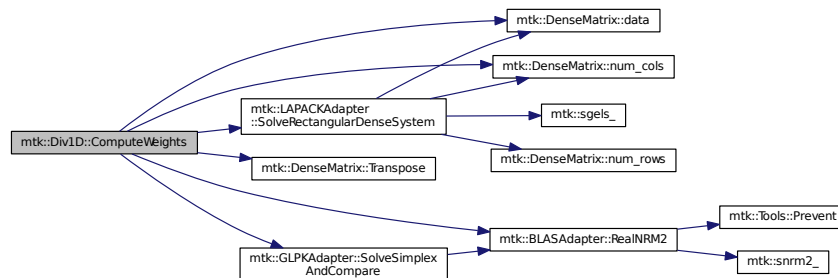 mtk::DenseMatrix::data
mtk::DenseMatrix::num_cols
mtk::LAPACKAdapter
::SolveRectangularDenseSystem
mtk::sgels_
mtk::Div1D::ComputeWeights
mtk::DenseMatrix::num_rows
mtk::DenseMatrix::Transpose
mtk::Tools::Prevent
mtk::BLASAdapter::RealNRM2
mtk::GLPKAdapter::SolveSimplex
AndCompare
mtk::snrm2_